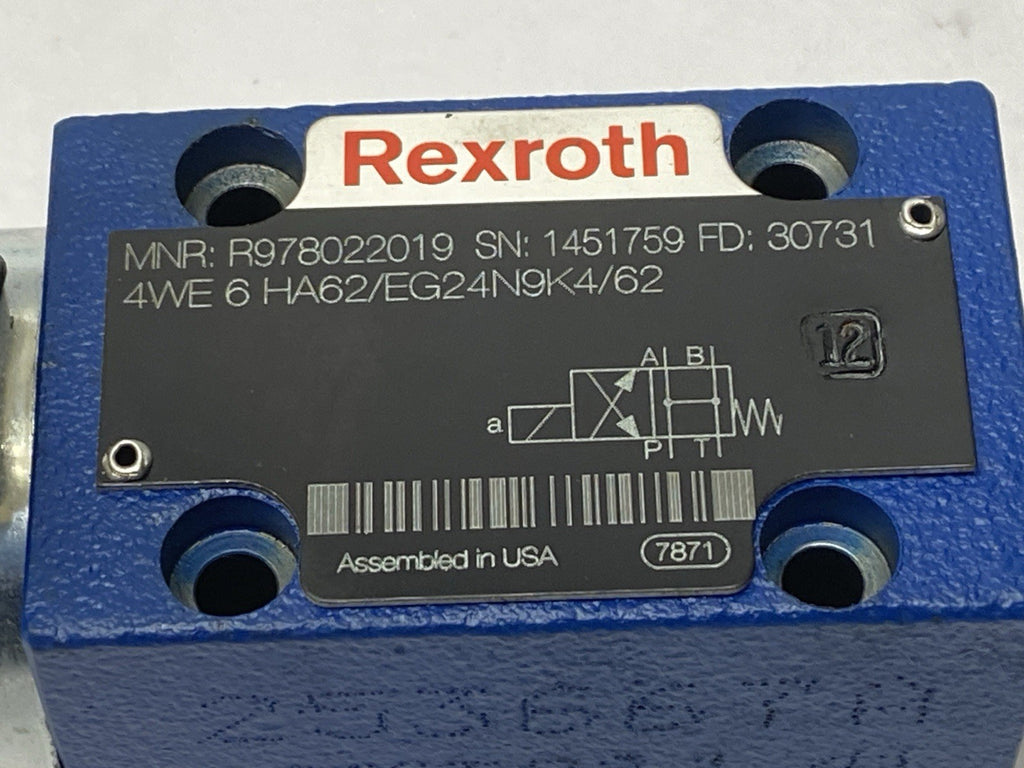 Rexroth
MNR: R978022019 SN: 1451759 FD: 30731
4WE 6 HA62/EG24N9K4/62
12
A B
a
P T
Assembled in USA 7871